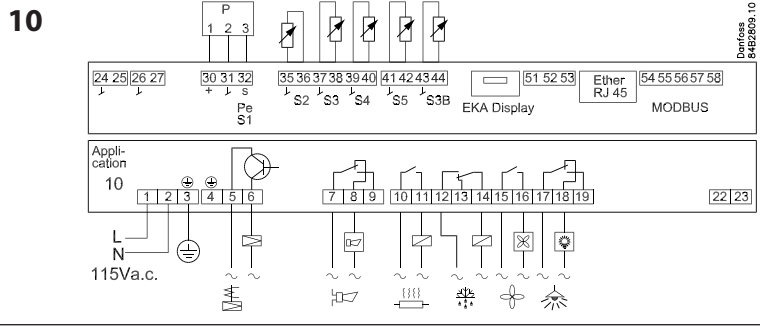 10
P
1 2 3
Danfoss
84B2809.10
24 25 26 27 30 31 32 35 36 37 38 39 40 41 42 43 44 51 52 53 54 55 56 57 58
+ s
S2 S3 S4 S5 S3B
Pe
S1
EKA Display
Ether
RJ 45
MODBUS
Appli-
cation
10
1 2 3 4 5 6 7 8 9 10 11 12 13 14 15 16 17 18 19 22 23
L
N
115Va.c.